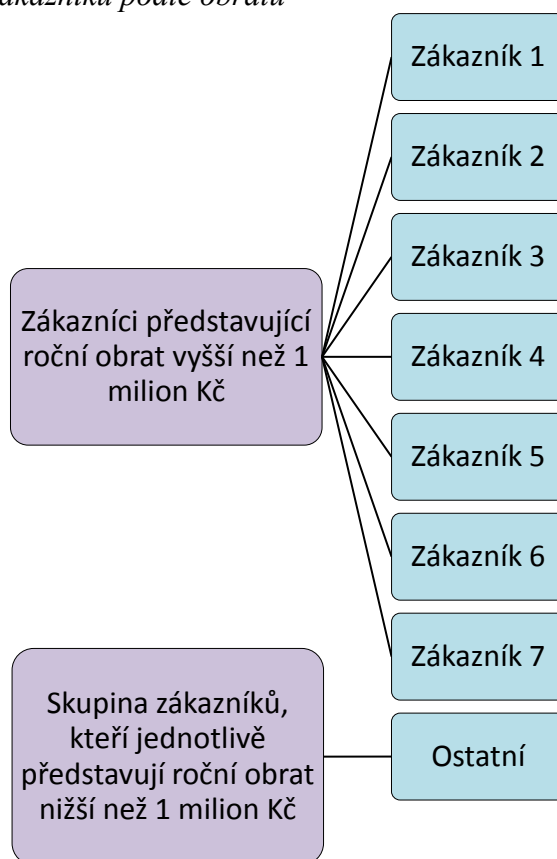 zákazníků podle obratu
Zákazník 1
Zákazník 2
Zákazník 3
Zákazníci představující
roční obrat vyšší než 1
milion Kč
Zákazník 4
Zákazník 5
Zákazník 6
Zákazník 7
Skupina zákazníků,
kteří jednotlivě
představují roční obrat
nižší než 1 milion Kč
Ostatní